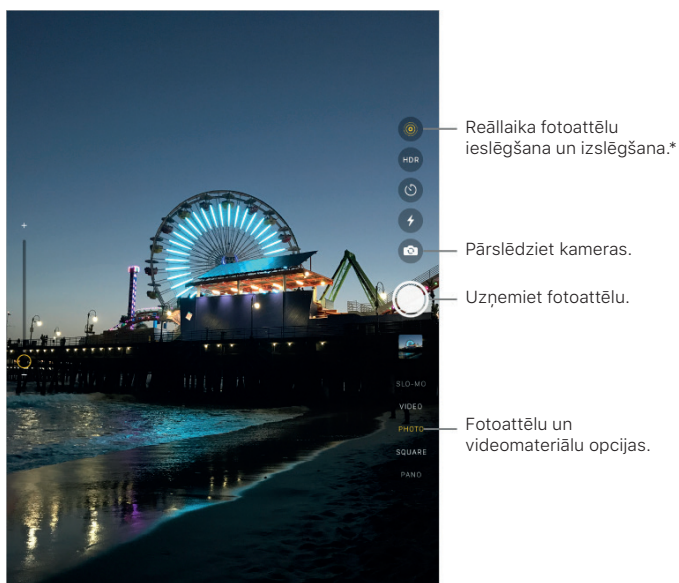 Reāllaika fotoattēlu
ieslēgšana un izslēgšana.*
HDR
Pārslēdziet kameras.
Uzņemiet fotoattēlu.
SLO-MO
VIDEO
PHOTO
Fotoattēlu un
videomateriālu opcijas.
SQUARE
PANO